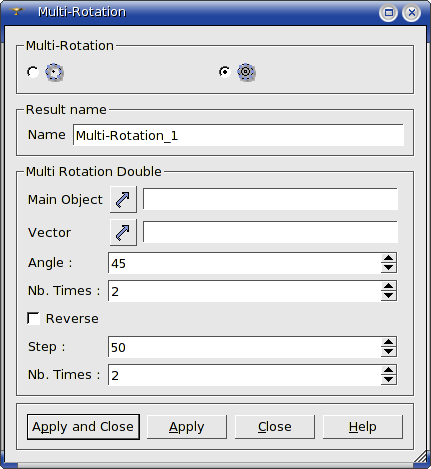 Multi-Rotation
Multi-Rotation
Result name
Name Multi-Rotation_1
Multi Rotation Double
Main Object
Vector
Angle : 45
Nb. Times : 2
Reverse
Step : 50
Nb. Times : 2
Apply and Close Apply Close Help